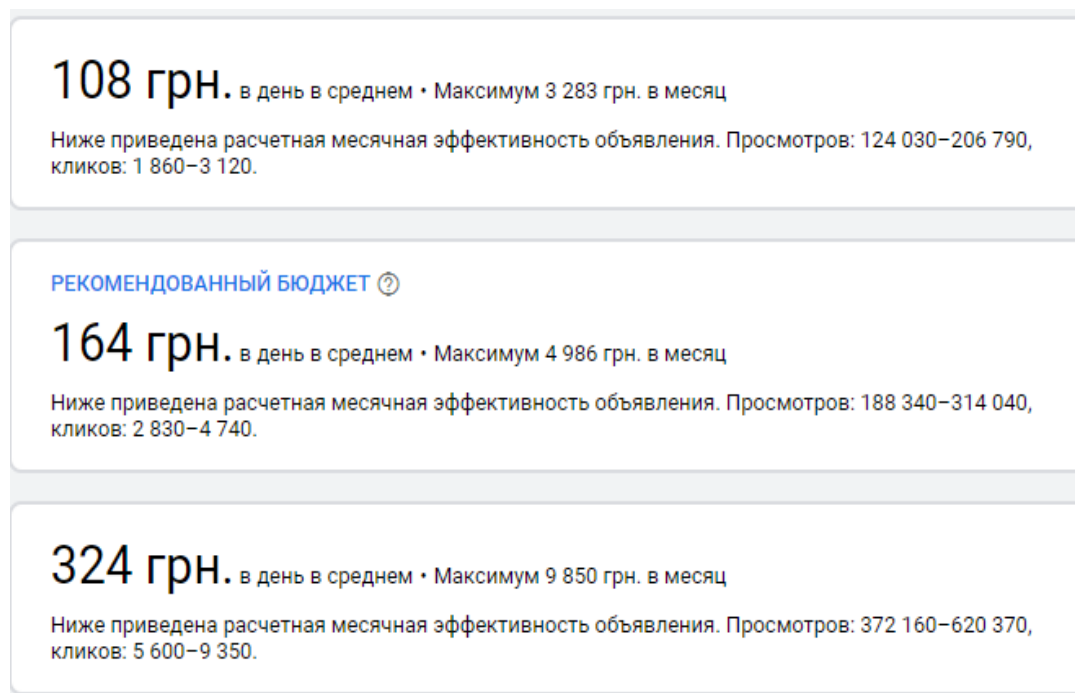 108 грн. в день в среднем • Максимум 3 283 грн. в месяц
Ниже приведена расчетная месячная эффективность объявления. Просмотров: 124 030–206 790,
кликов: 1 860–3 120.
РЕКОМЕНДОВАННЫЙ БЮДЖЕТ ?
164 грн. в день в среднем • Максимум 4 986 грн. в месяц
Ниже приведена расчетная месячная эффективность объявления. Просмотров: 188 340–314 040,
кликов: 2 830–4 740.
324 грн. в день в среднем • Максимум 9 850 грн. в месяц
Ниже приведена расчетная месячная эффективность объявления. Просмотров: 372 160–620 370,
кликов: 5 600–9 350.